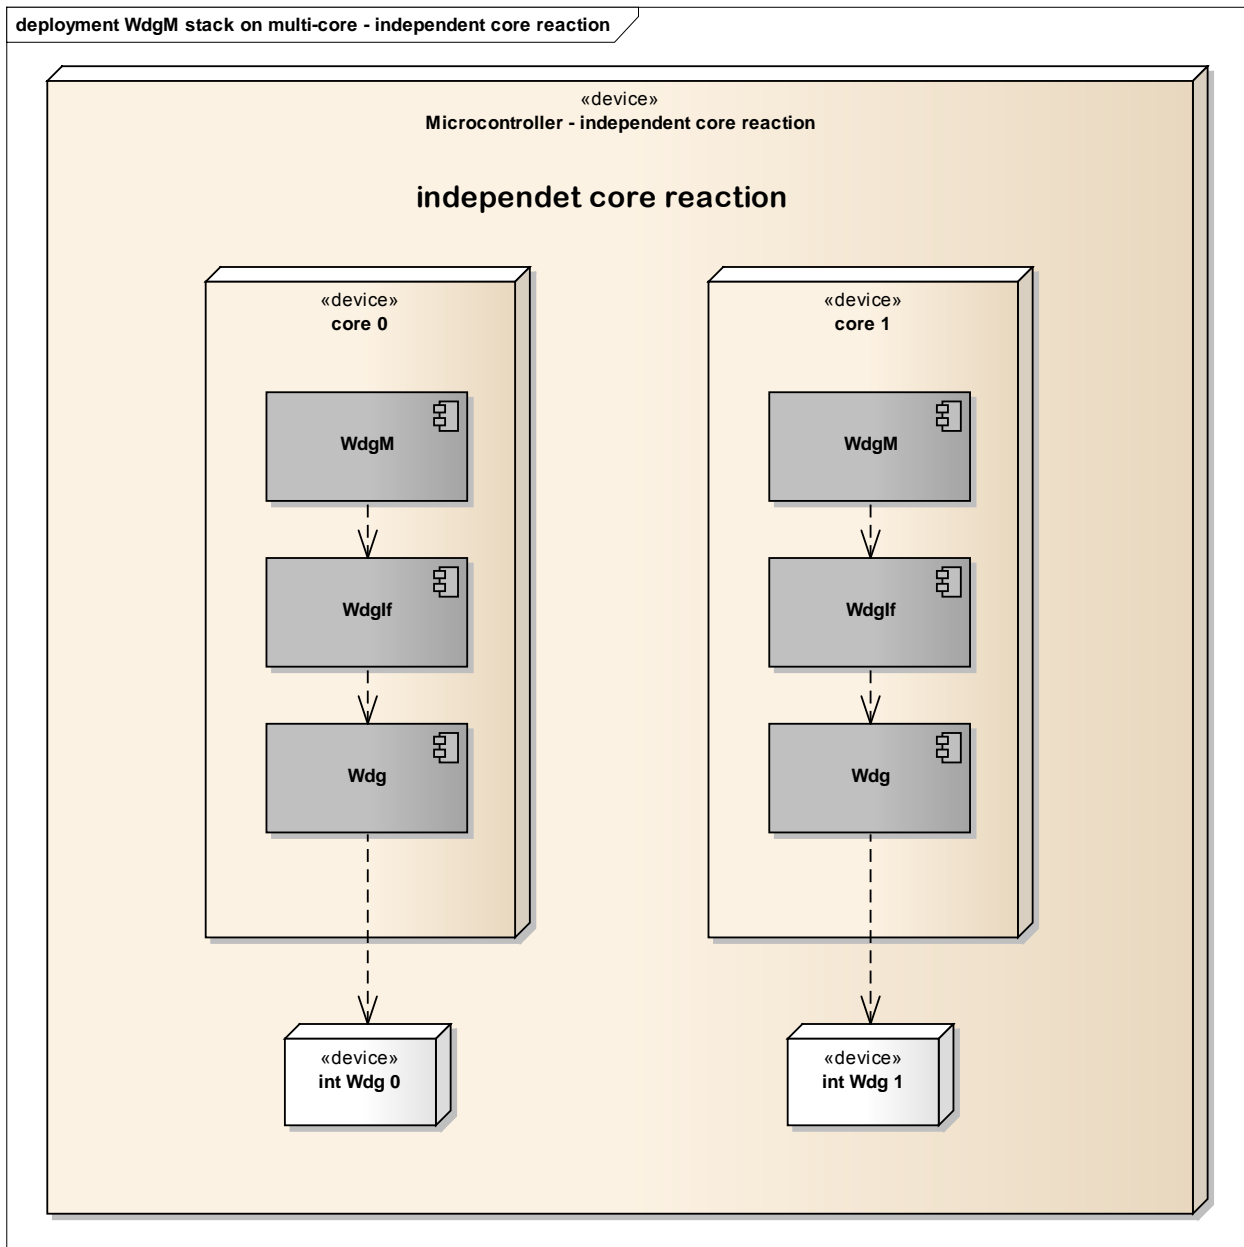 deployment WdgM stack on multi-core - independent core reaction
«device»
Microcontroller - independent core reaction
independet core reaction
«device»
core 0
WdgM
WdgIf
Wdg
«device»
int Wdg 0
«device»
core 1
WdgM
WdgIf
Wdg
«device»
int Wdg 1